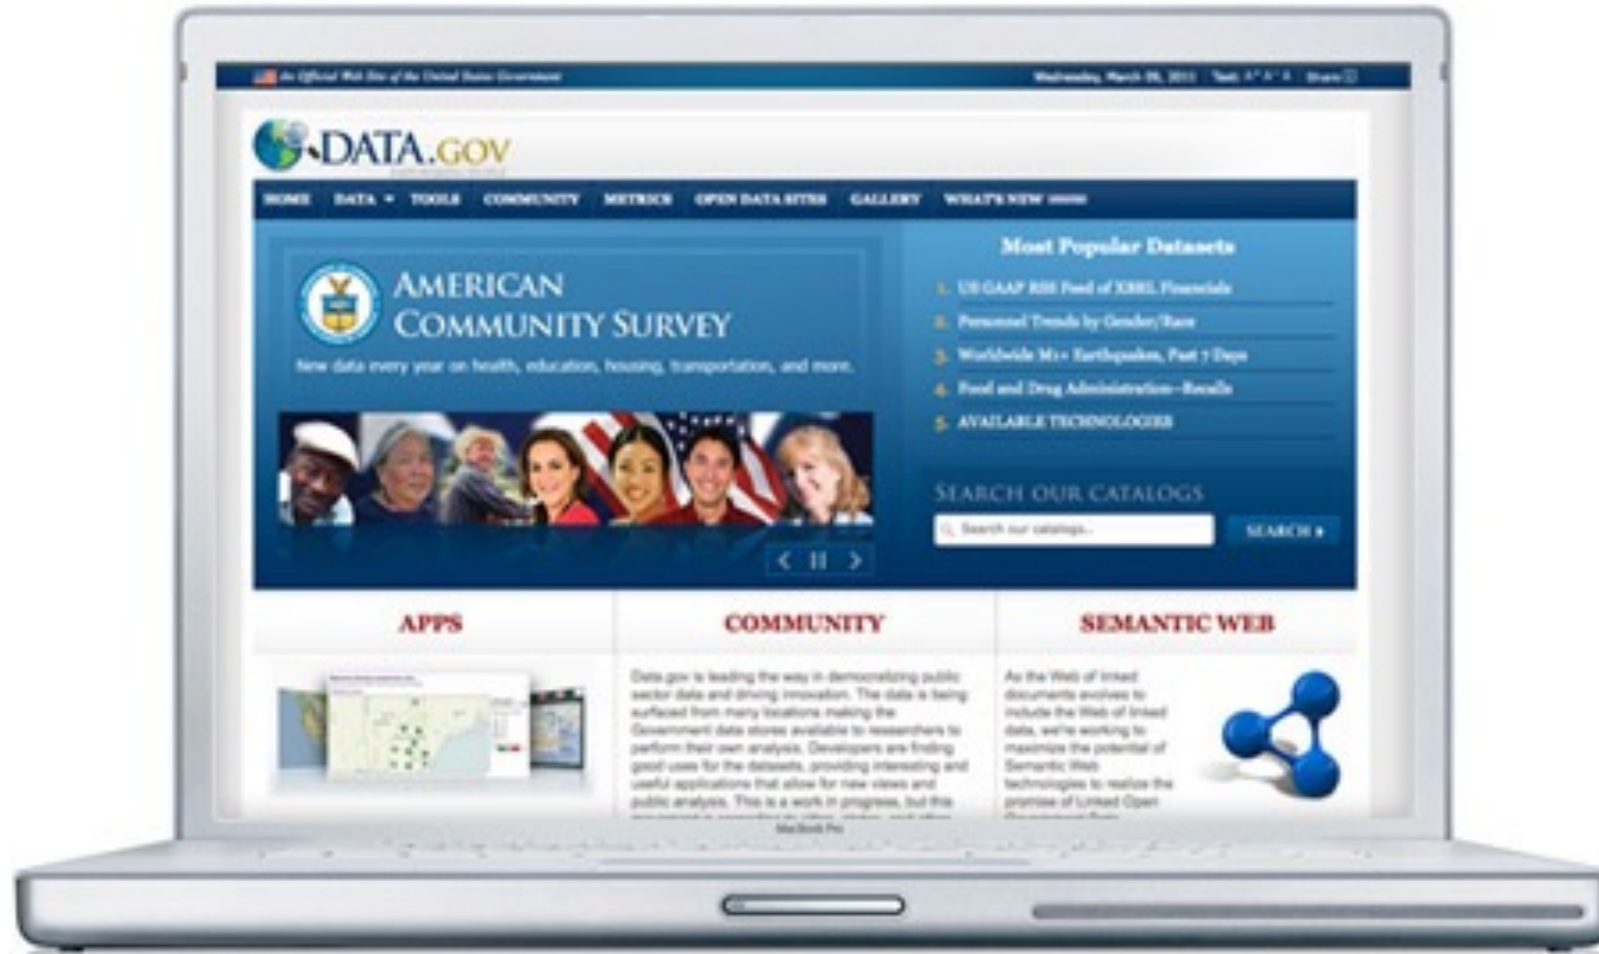 An Official Web Site of the United States Government
Wednesday, March 09, 2011 Text: A+ A- A Share
DATA.GOV
HOME DATA TOOLS COMMUNITY METRICS OPEN DATA SITES GALLERY WHAT'S NEW
AMERICAN
COMMUNITY SURVEY
New data every year on health, education, housing, transportation, and more.
Most Popular Datasets
1. US GAAP RSS Feed of XBRL Financials
2. Personnel Trends by Gender/Race
3. Worldwide M1+ Earthquakes, Past 7 Days
4. Food and Drug Administration—Recalls
5. AVAILABLE TECHNOLOGIES
SEARCH OUR CATALOGS
Search our catalogs...
SEARCH
APPS
COMMUNITY
Data.gov is leading the way in democratizing public
sector data and driving innovation. The data is being
surfaced from many locations making the
Government data stores available to researchers to
perform their own analysis. Developers are finding
good uses for the datasets, providing interesting and
useful applications that allow for new views and
public analysis. This is a work in progress, but this
SEMANTIC WEB
As the Web of linked
documents evolves to
include the Web of linked
data, we're working to
maximize the potential of
Semantic Web
technologies to realize the
promise of Linked Open
Government Data
MacBook Pro